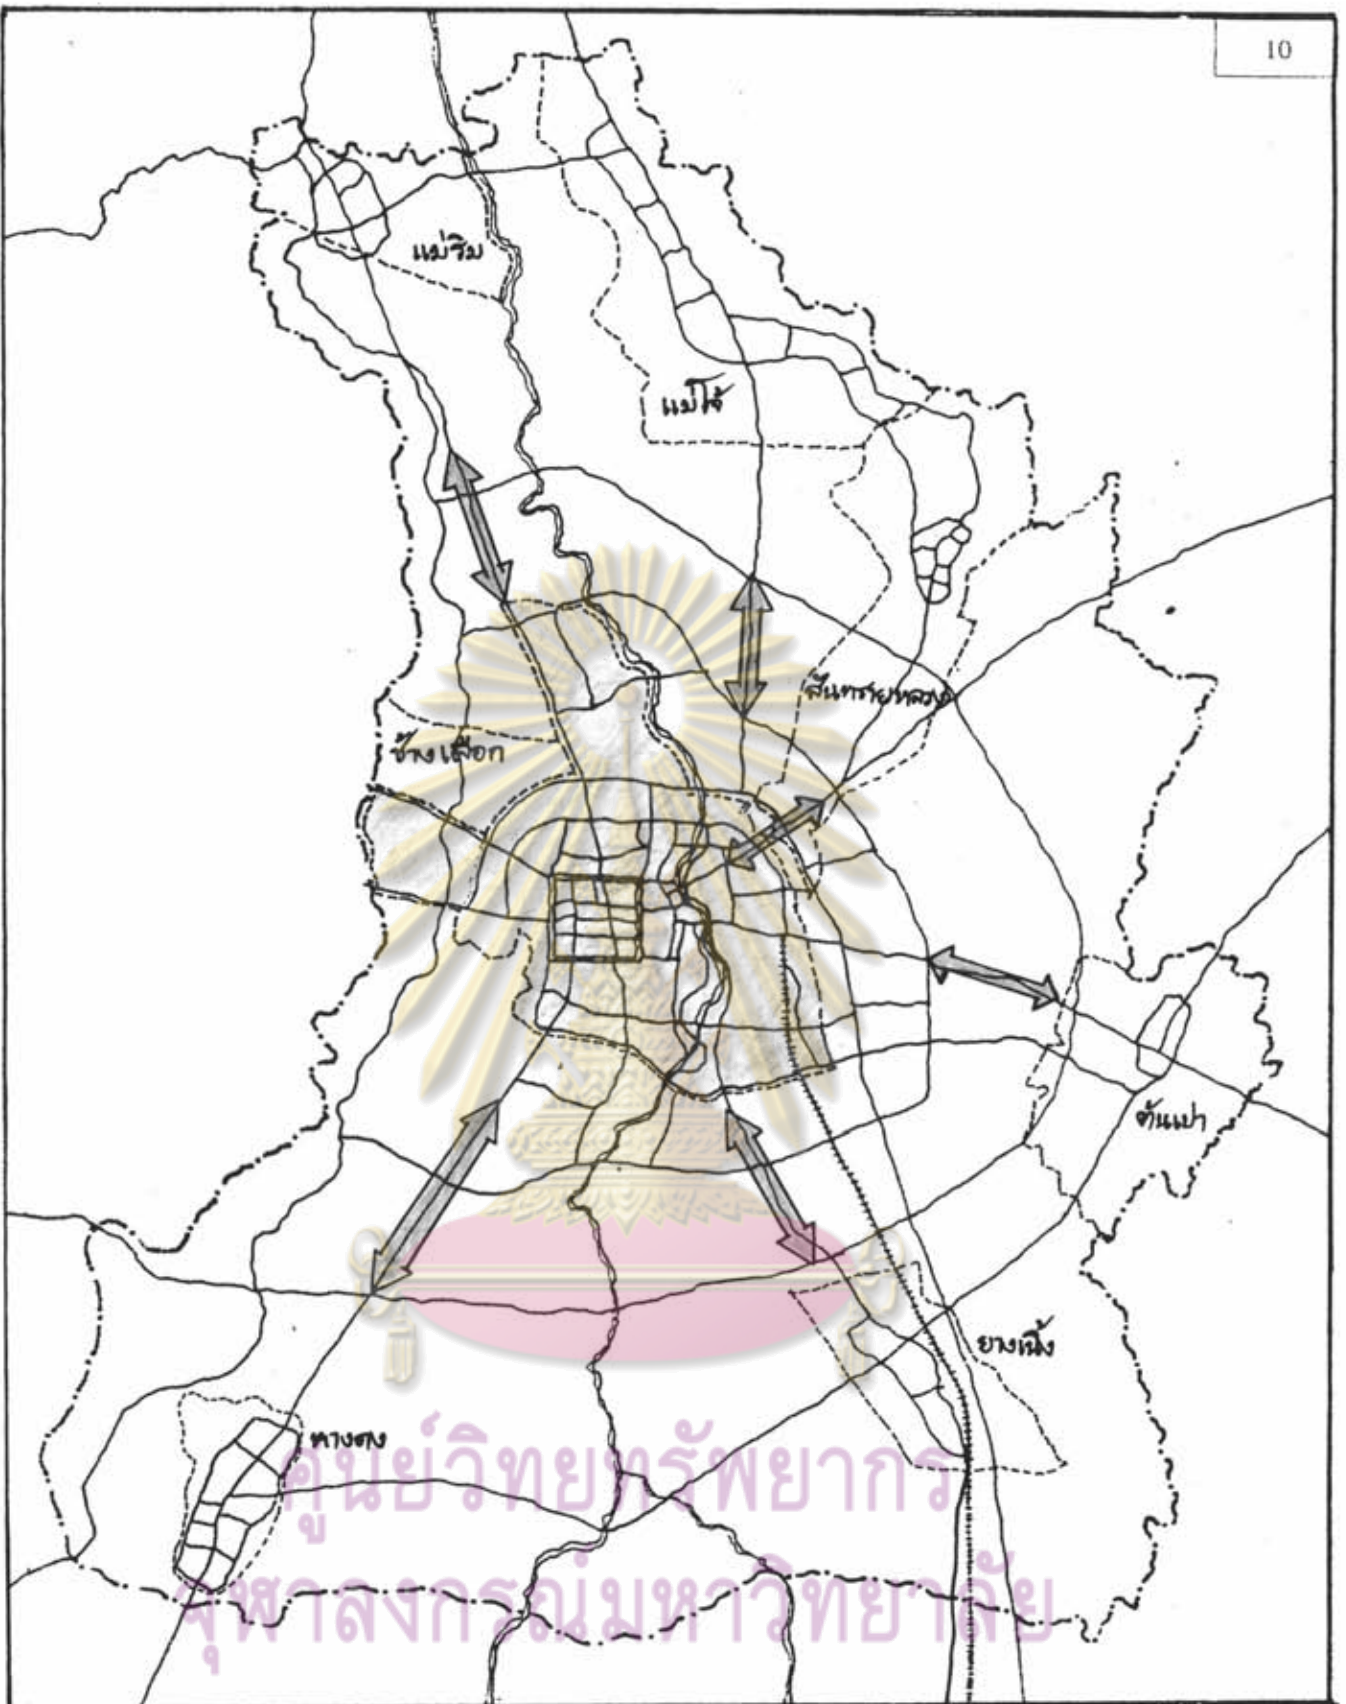 10
แม่ริม
แม่โจ้
สันทรายหลวง
ช้างเผือก
ต้นเปา
ยางเนิ้ง
หางดง
ศูนย์วิทยทรัพยากร
จุฬาลงกรณ์มหาวิทยาลัย